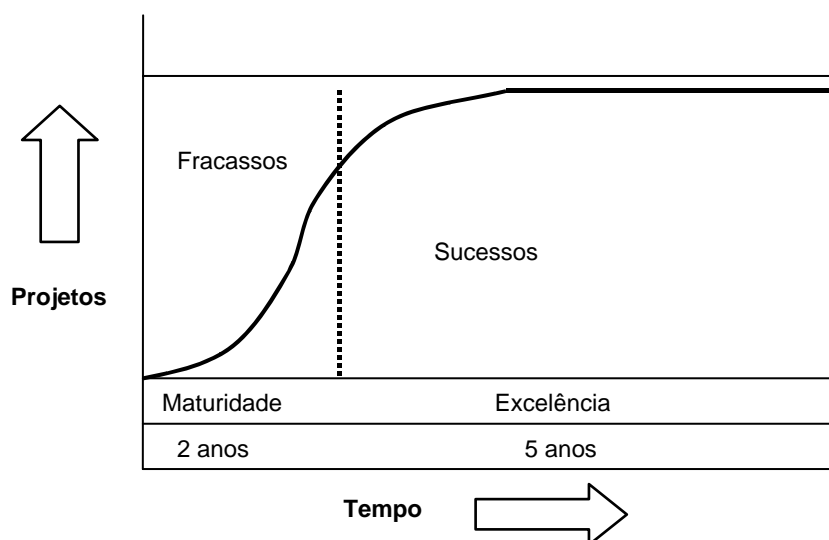 Fracassos
Sucessos
Projetos
Maturidade Excelência
2 anos 5 anos
Tempo